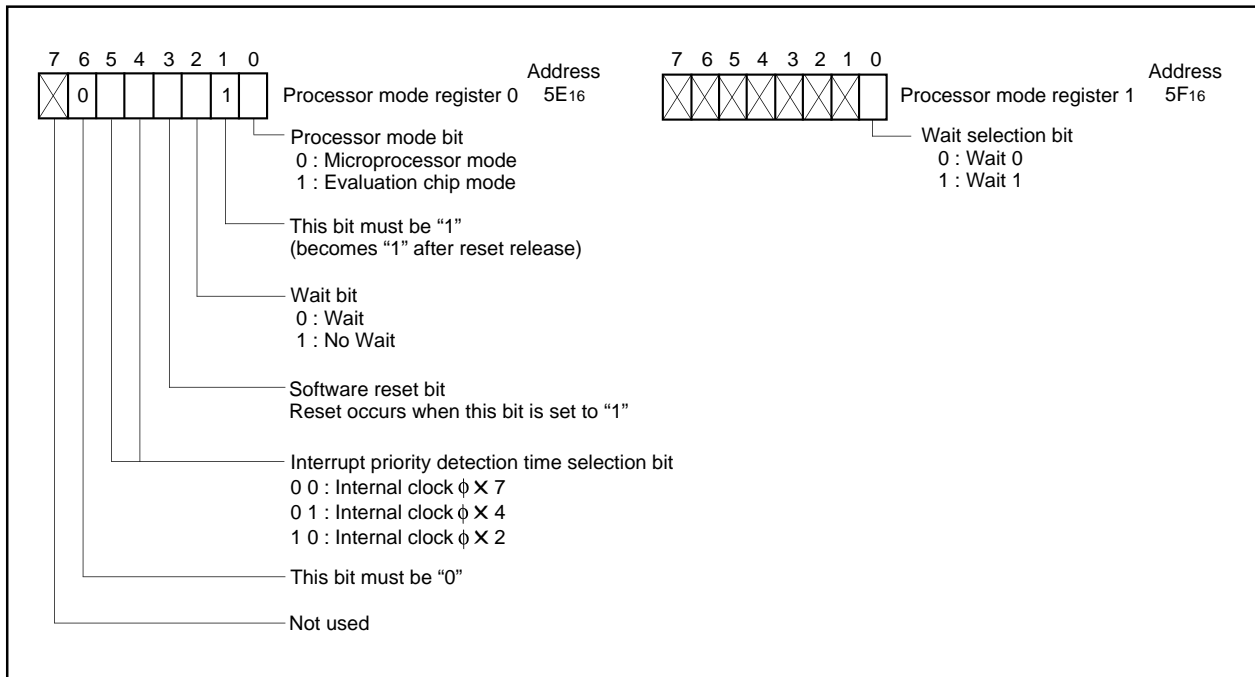 7 6 5 4 3 2 1 0
Address
0 1 Processor mode register 0 5E16
Processor mode bit
0 : Microprocessor mode
1 : Evaluation chip mode
This bit must be “1”
(becomes “1” after reset release)
Wait bit
0 : Wait
1 : No Wait
Software reset bit
Reset occurs when this bit is set to “1”
Interrupt priority detection time selection bit
0 0 : Internal clock ϕ × 7
0 1 : Internal clock ϕ × 4
1 0 : Internal clock ϕ × 2
This bit must be “0”
Not used
7 6 5 4 3 2 1 0
Address
Processor mode register 1 5F16
Wait selection bit
0 : Wait 0
1 : Wait 1